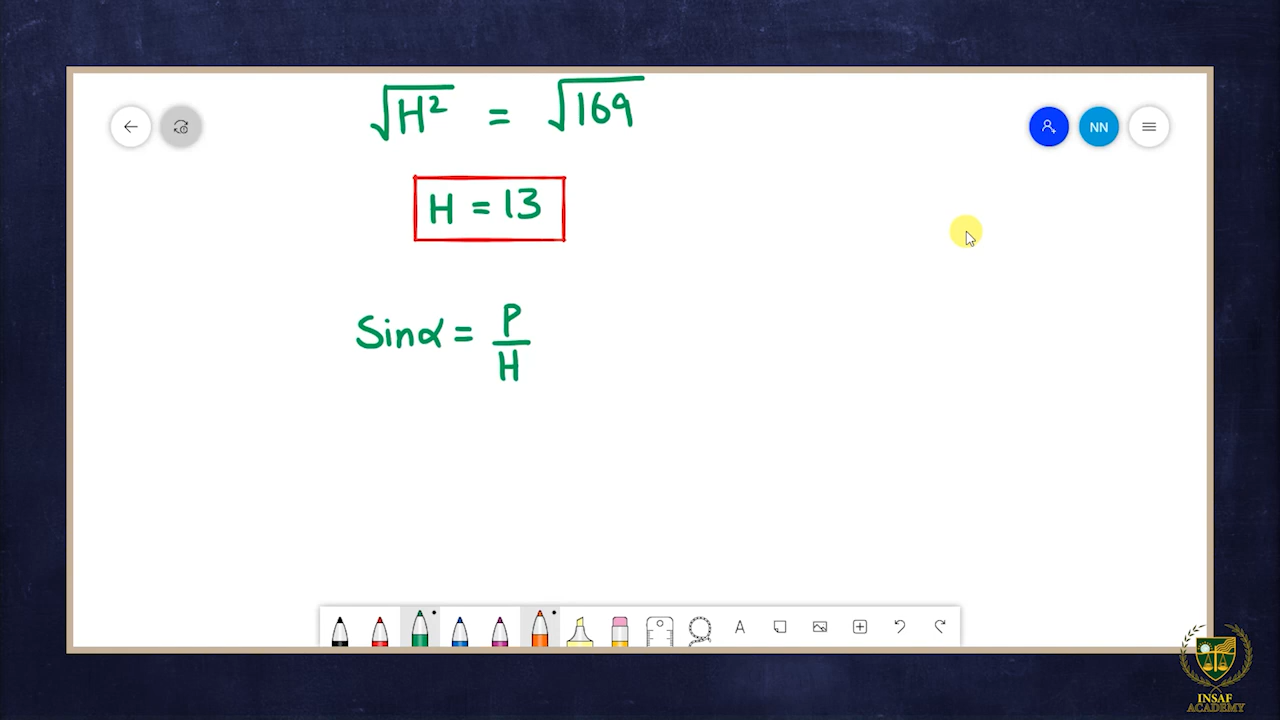 √H² = √169
NN
H = 13
Sinα = P/H
A
INSAF
ACADEMY